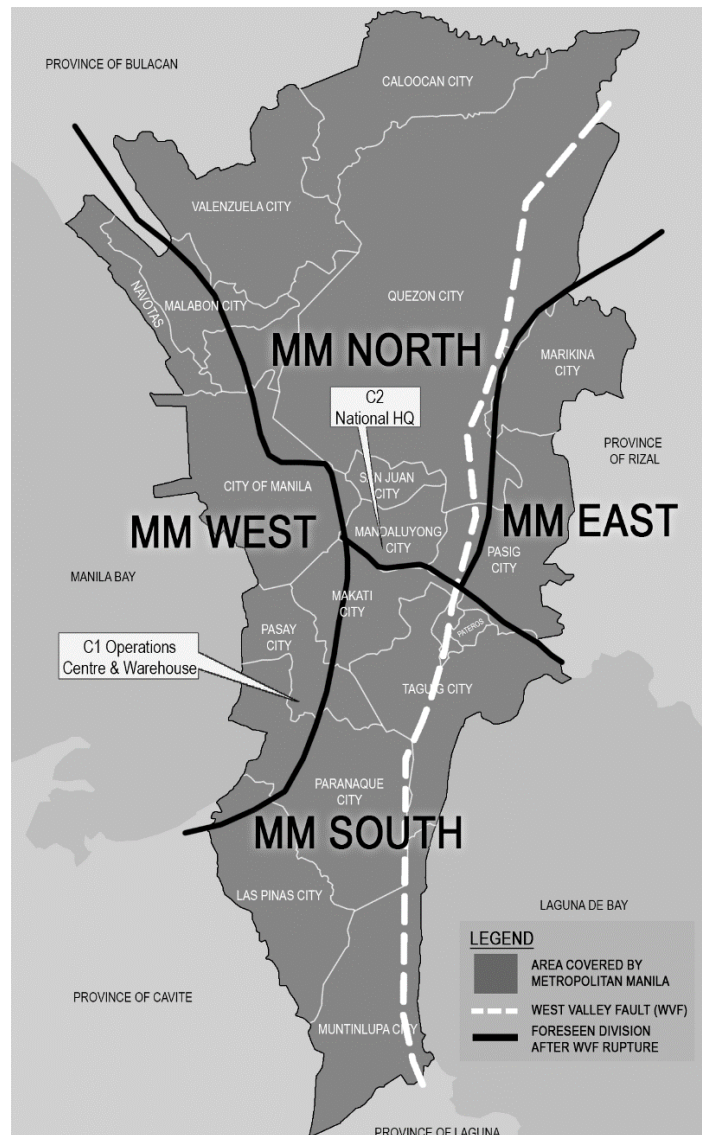 PROVINCE OF BULACAN
CALOOCAN CITY
VALENZUELA CITY
NAVOTAS
MALABON CITY
QUEZON CITY
MM NORTH
MARIKINA
CITY
C2
National HQ
PROVINCE
OF RIZAL
SAN JUAN
CITY
CITY OF MANILA
MM WEST
MM EAST
MANDALUYONG
CITY
PASIG
CITY
MANILA BAY
MAKATI
CITY
PASAY
CITY
PATEROS
C1 Operations
Centre & Warehouse
TAGUIG CITY
PARANAQUE
CITY
MM SOUTH
LAS PINAS CITY
LAGUNA DE BAY
LEGEND
AREA COVERED BY
METROPOLITAN MANILA
WEST VALLEY FAULT (WVF)
FORESEEN DIVISION
AFTER WVF RUPTURE
PROVINCE OF CAVITE
MUNTINLUPA CITY
PROVINCE OF LAGUNA